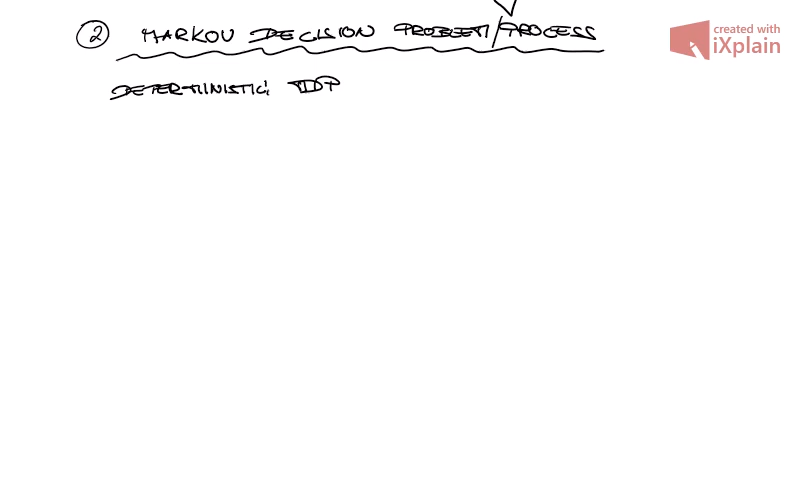 ② MARKOV DECISION PROBLEM/PROCESS
created with
iXplain
DETERMINISTIC MDP